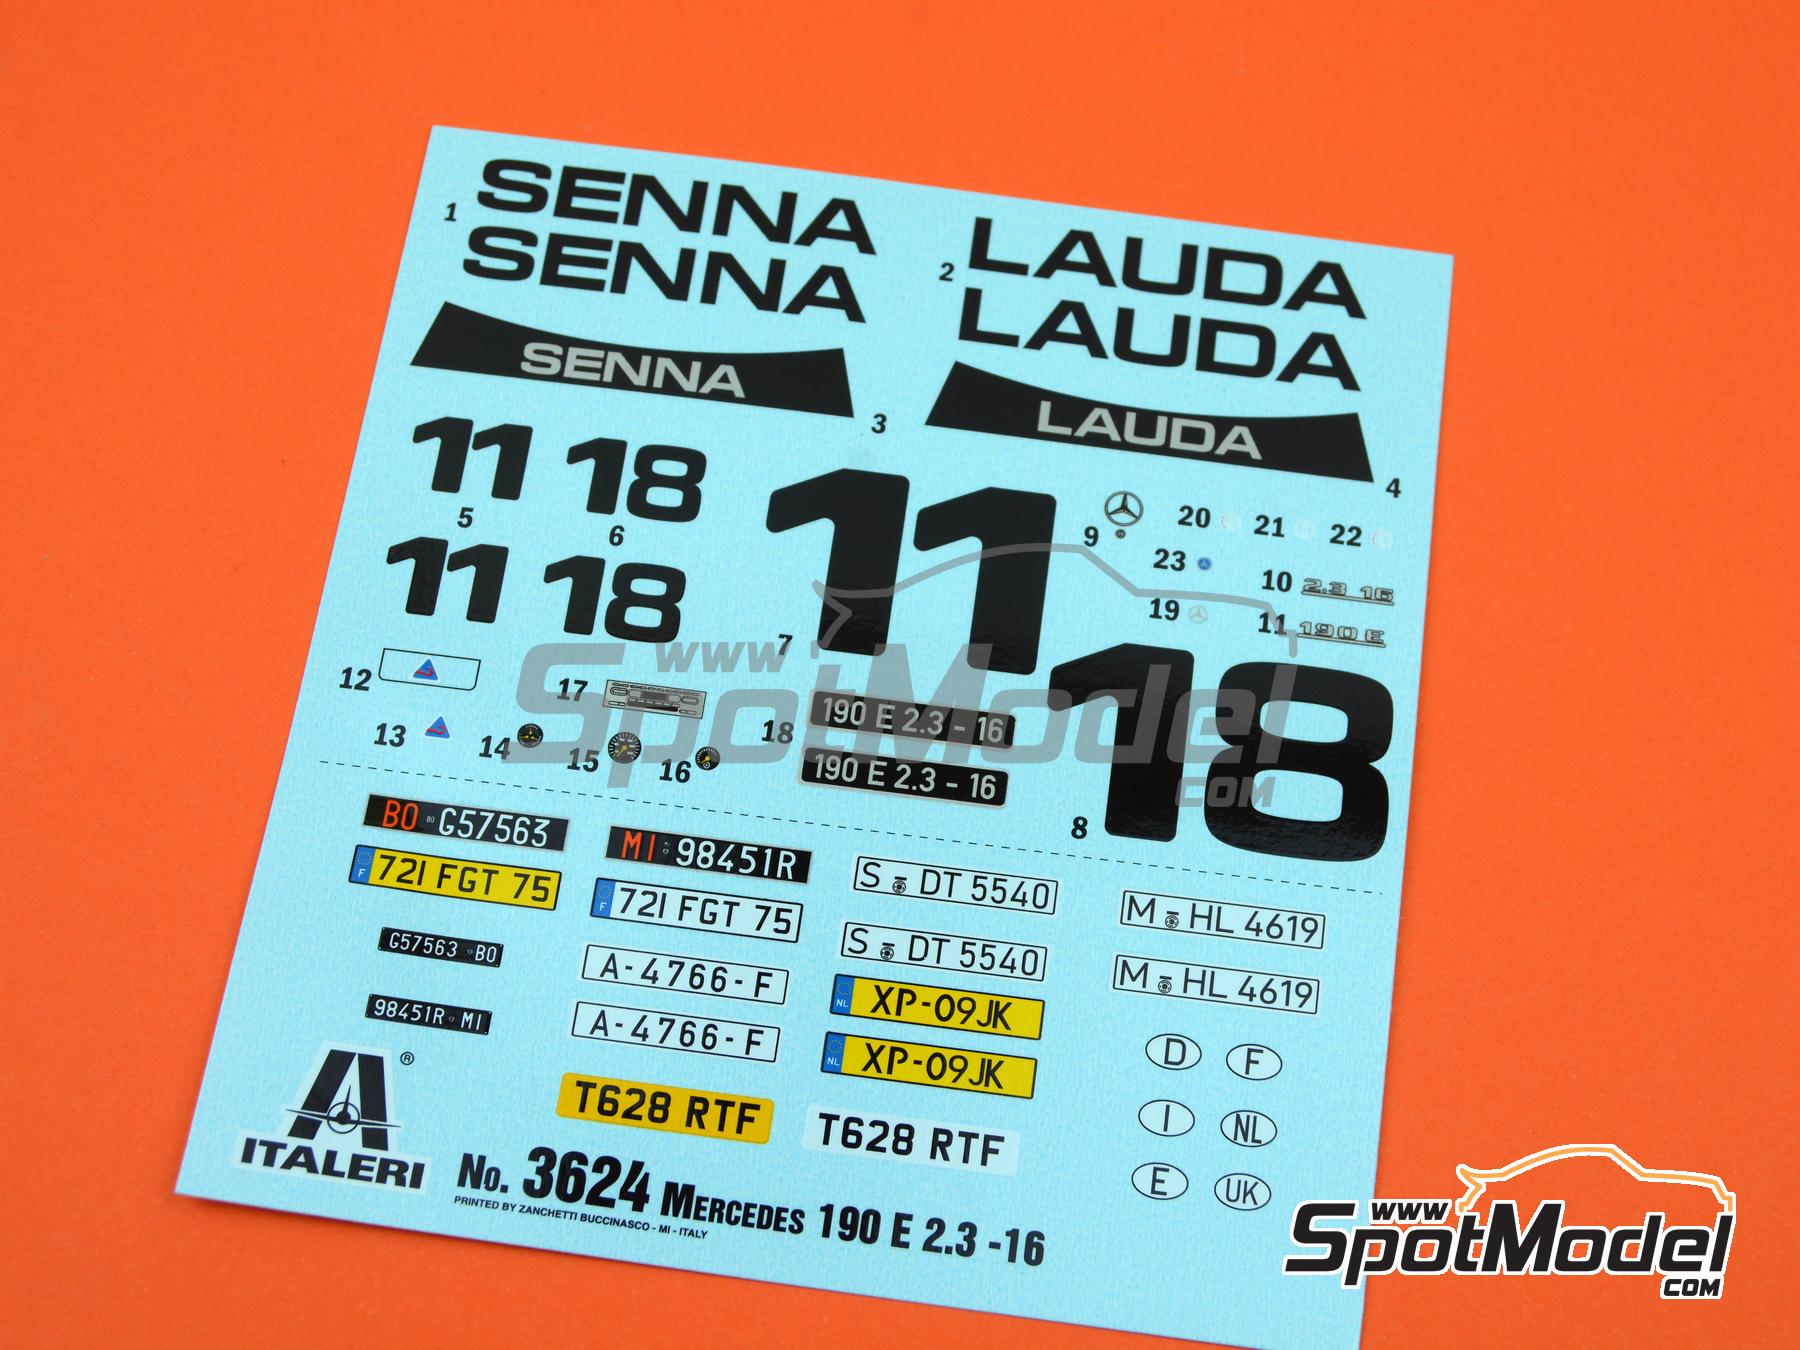 1
SENNA
SENNA
2
LAUDA
LAUDA
SENNA
3
LAUDA
4
11
5
18
6
11
18
11
7
18
8
9
20
21
22
23
10 2.3 16
19
11 190 E
12
17
13
14
15
16
18
190 E 2.3 - 16
190 E 2.3 - 16
www
SpotModel
.COM
BO BO G57563
MI MI 98451R
S DT 5540
M HL 4619
F 721 FGT 75
F 721 FGT 75
S DT 5540
M HL 4619
G57563 BO
A-4766-F
NL XP-09JK
98451R MI
A-4766-F
NL XP-09JK
D
F
I
NL
E
UK
T628 RTF
T628 RTF
A ®
ITALERI
No. 3624 MERCEDES 190 E 2.3 -16
PRINTED BY ZANCHETTI BUCCINASCO - MI - ITALY
www
SpotModel
.COM